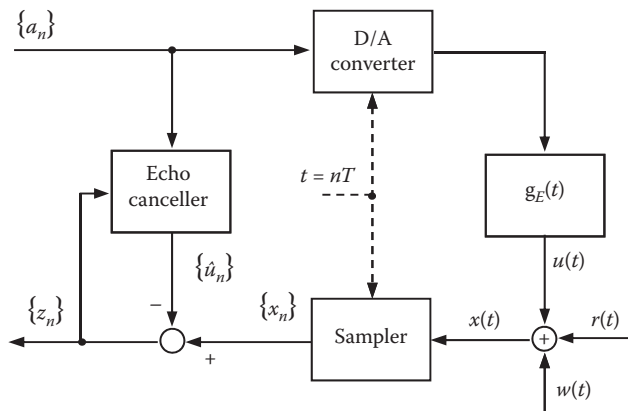 {a_n}
D/A
converter
Echo
canceller
t = nT
g_E(t)
{û_n}
u(t)
−
{z_n}
{x_n}
Sampler
x(t)
+
r(t)
+
w(t)